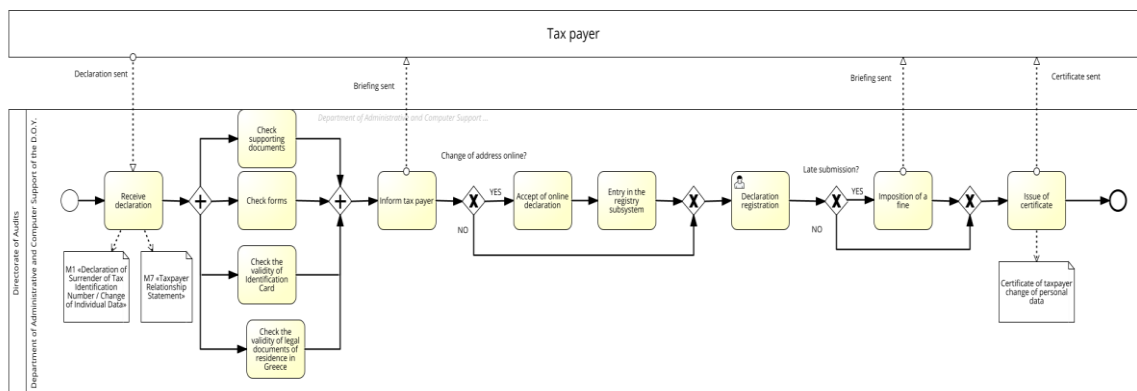 Tax payer
Declaration sent
Briefing sent
Briefing sent
Certificate sent
Directorate of Audits
Department of Administrative and Computer Support of the D.O.Y.
Department of Administrative and Computer Support ...
Receive
declaration
M1 «Declaration of
Surrender of Tax
Identification
Number / Change
of Individual Data»
M7 «Taxpayer
Relationship
Statement»
Check
supporting
documents
Check forms
Check the
validity of
Identification
Card
Check the
validity of legal
documents of
residence in
Greece
Inform tax payer
Change of address online?
YES
NO
Accept of online
declaration
Entry in the
registry
subsystem
Declaration
registration
Late submission?
YES
NO
Imposition of a
fine
Issue of
certificate
Certificate of taxpayer
change of personal
data